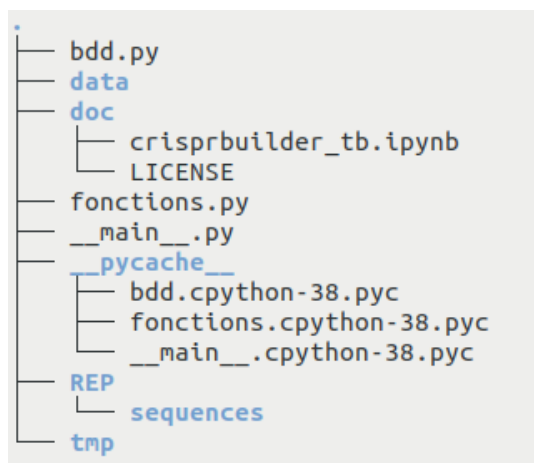 .
bdd.py
data
doc
crisprbuilder_tb.ipynb
LICENSE
fonctions.py
__main__.py
__pycache__
bdd.cpython-38.pyc
fonctions.cpython-38.pyc
__main__.cpython-38.pyc
REP
sequences
tmp